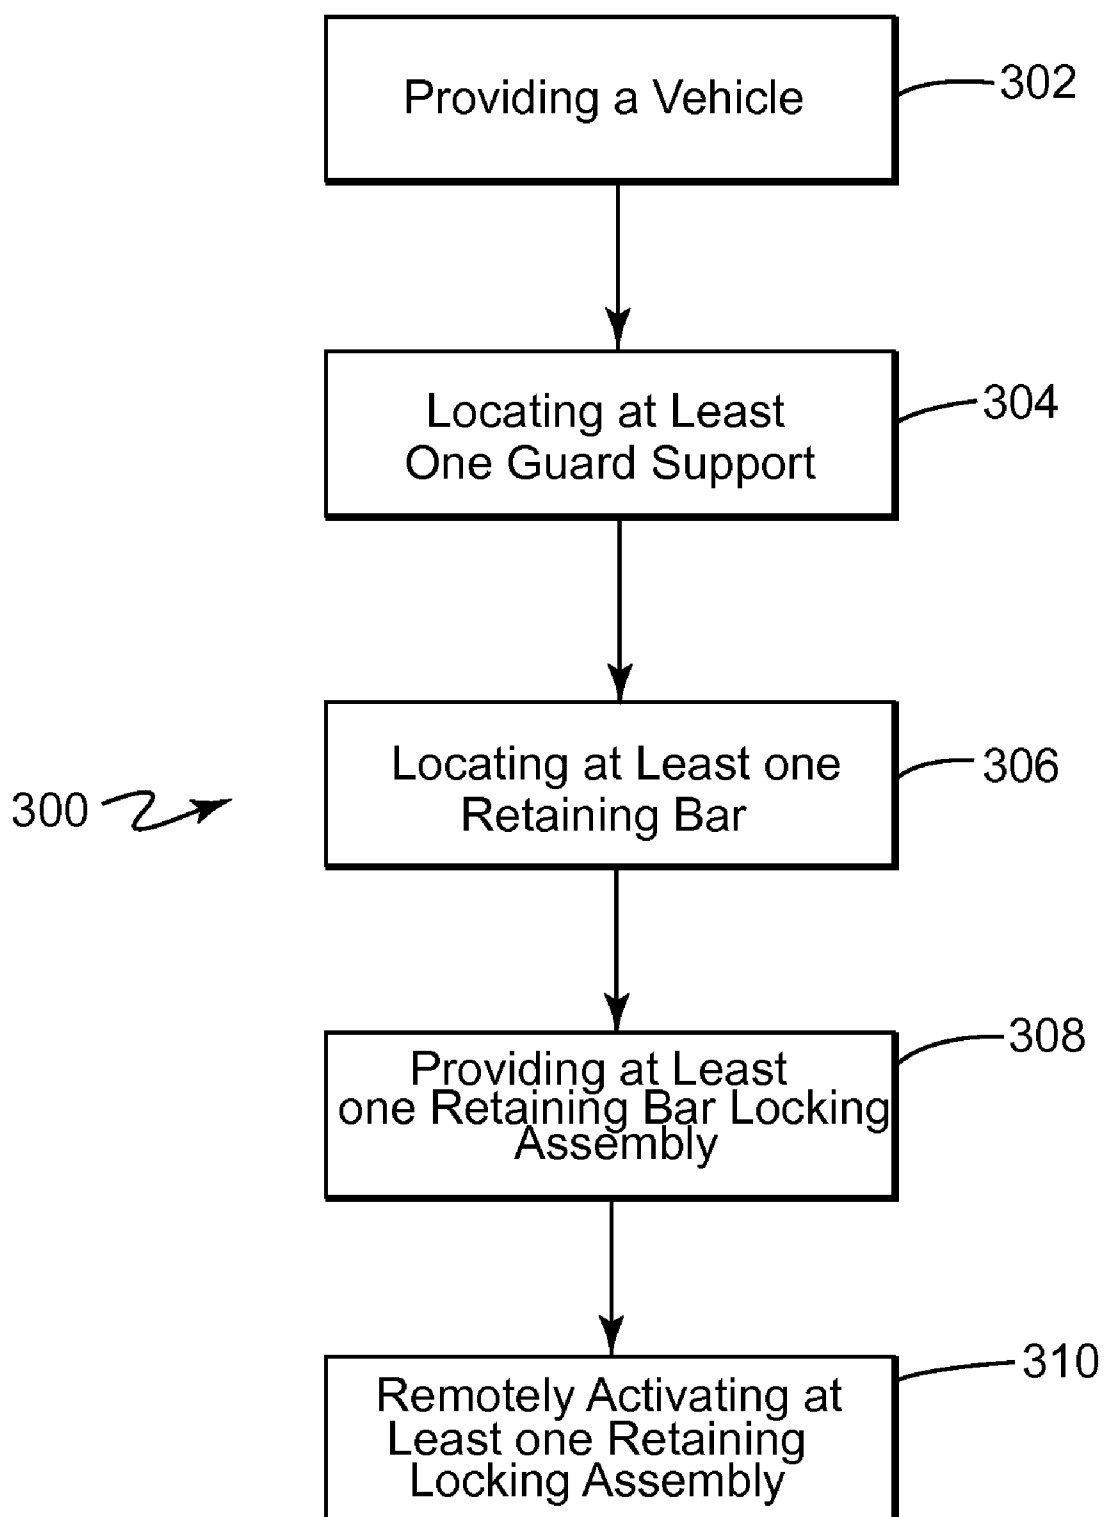 Providing a Vehicle
302
Locating at Least
One Guard Support
304
Locating at Least one
Retaining Bar
306
300
Providing at Least
one Retaining Bar Locking
Assembly
308
Remotely Activating at
Least one Retaining
Locking Assembly
310